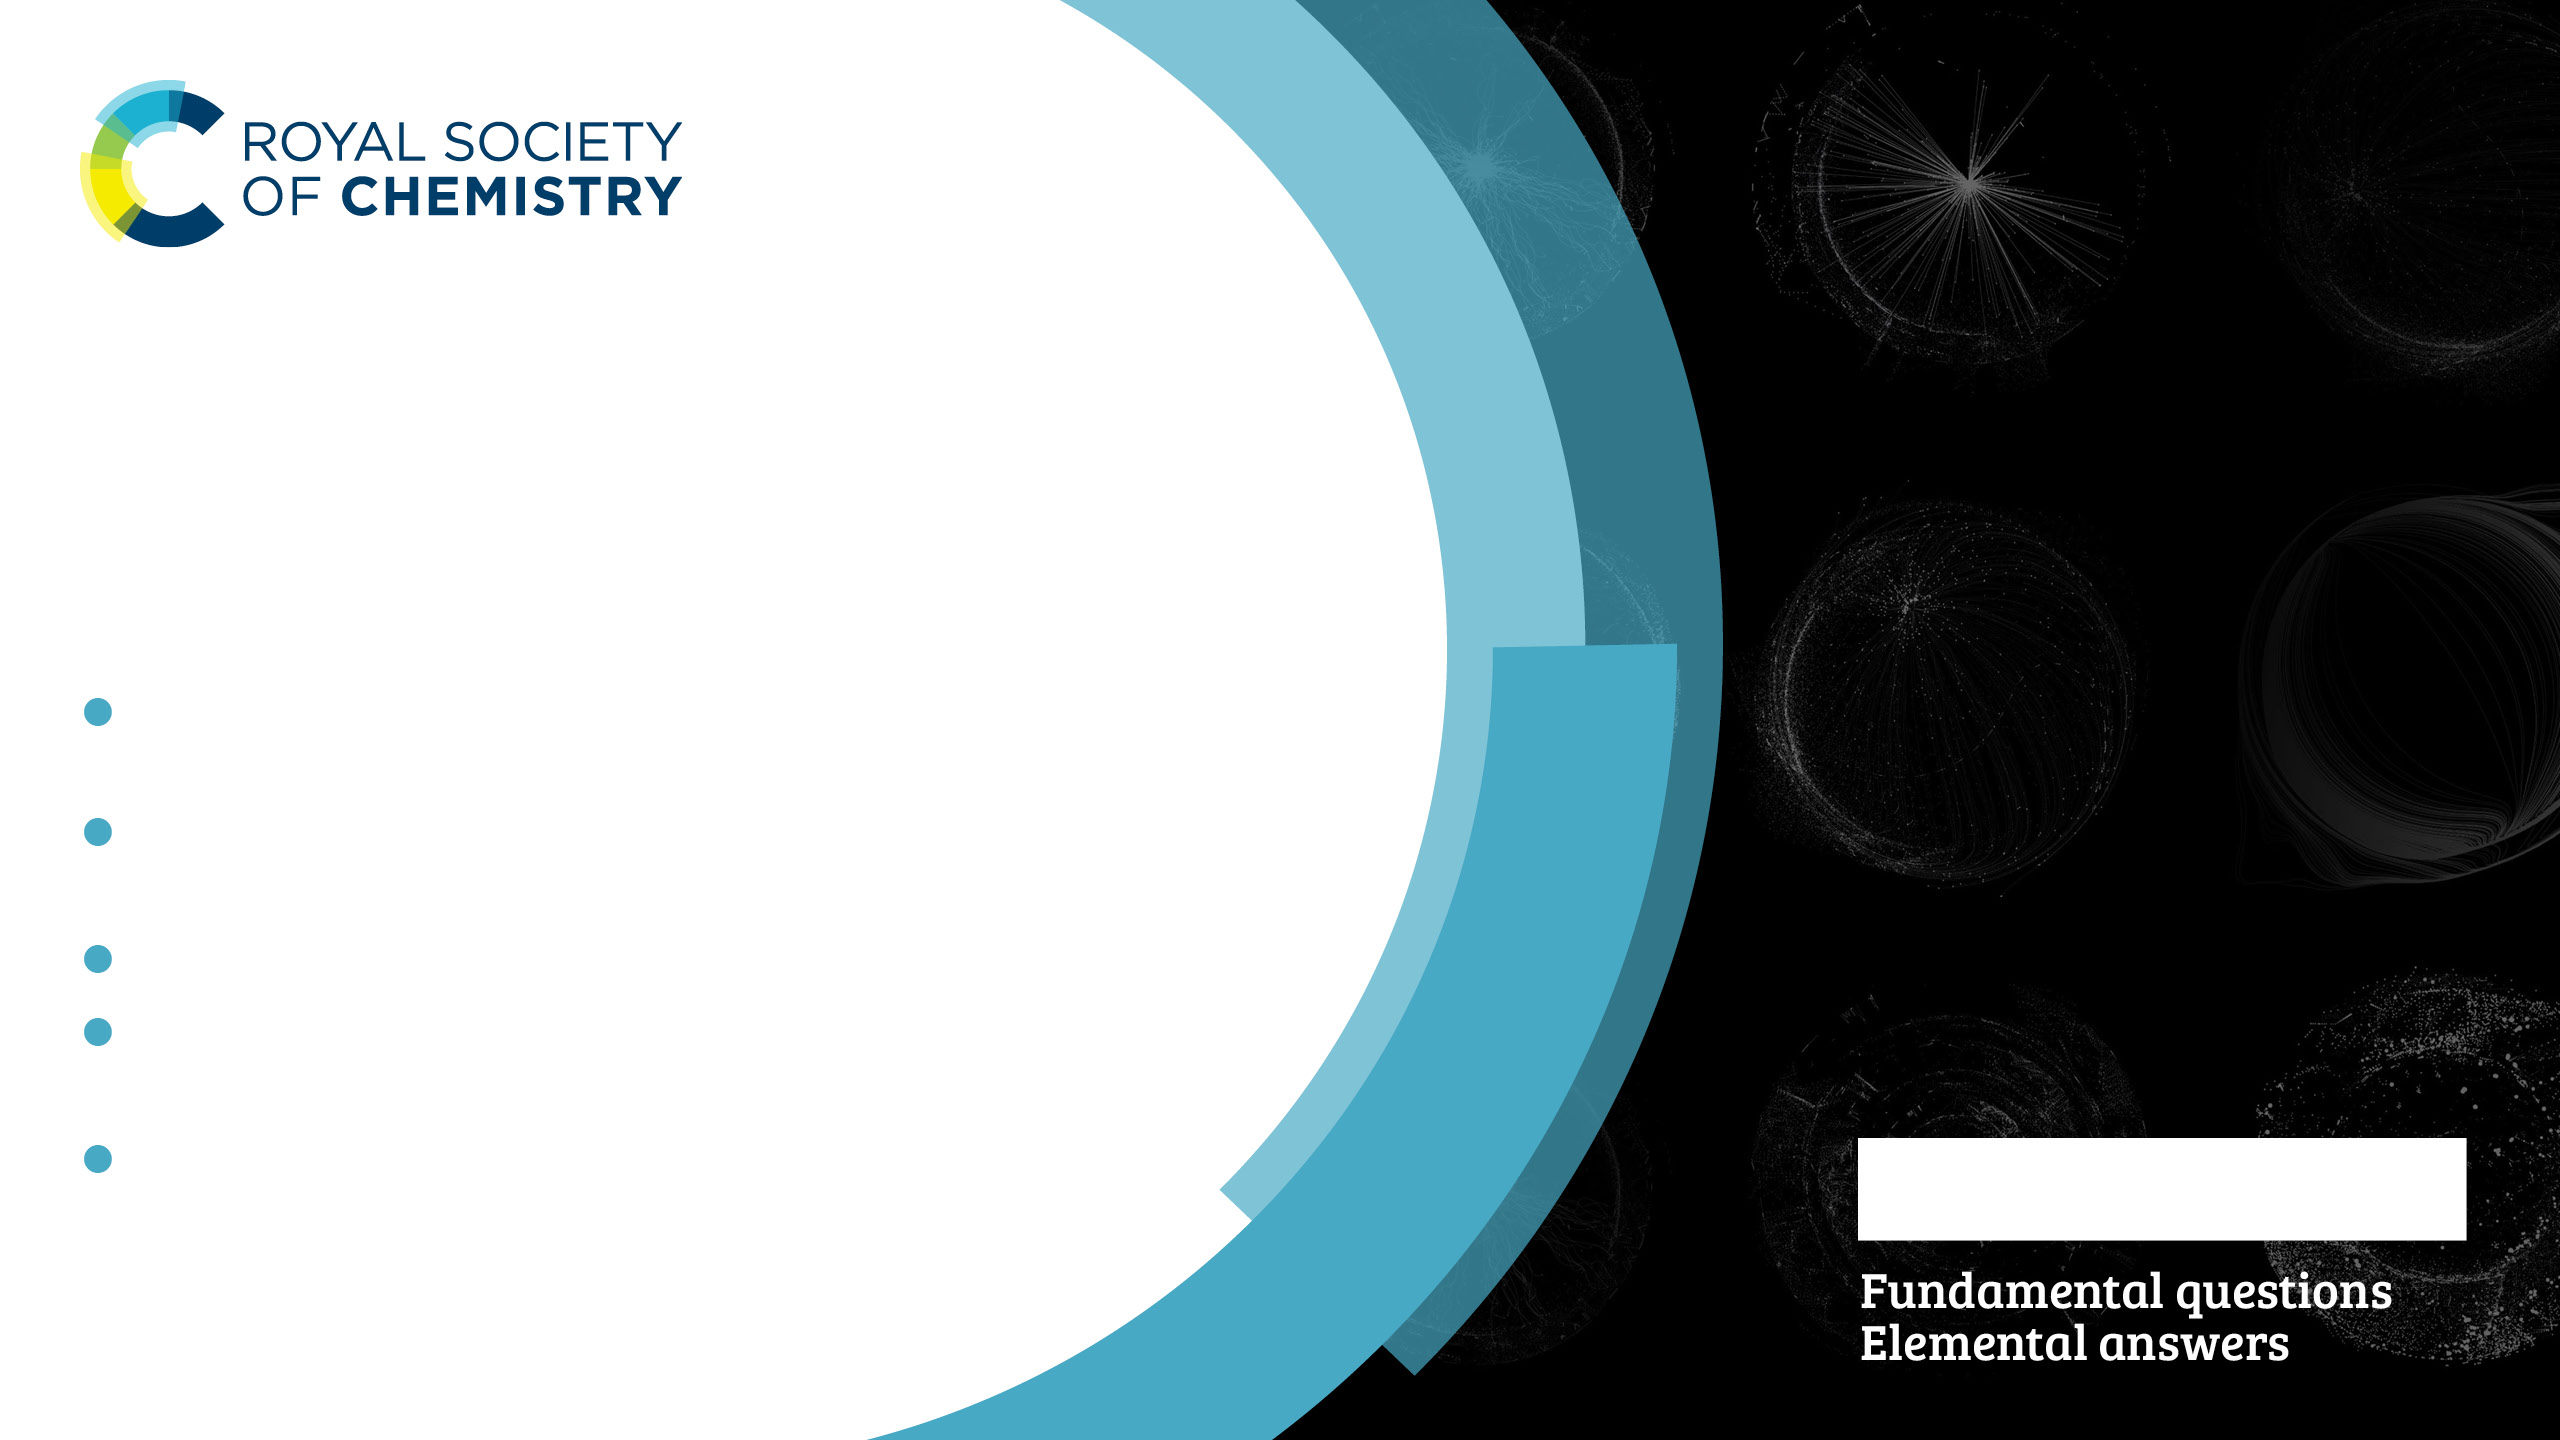 ROYAL SOCIETY
OF CHEMISTRY
Fundamental questions
Elemental answers